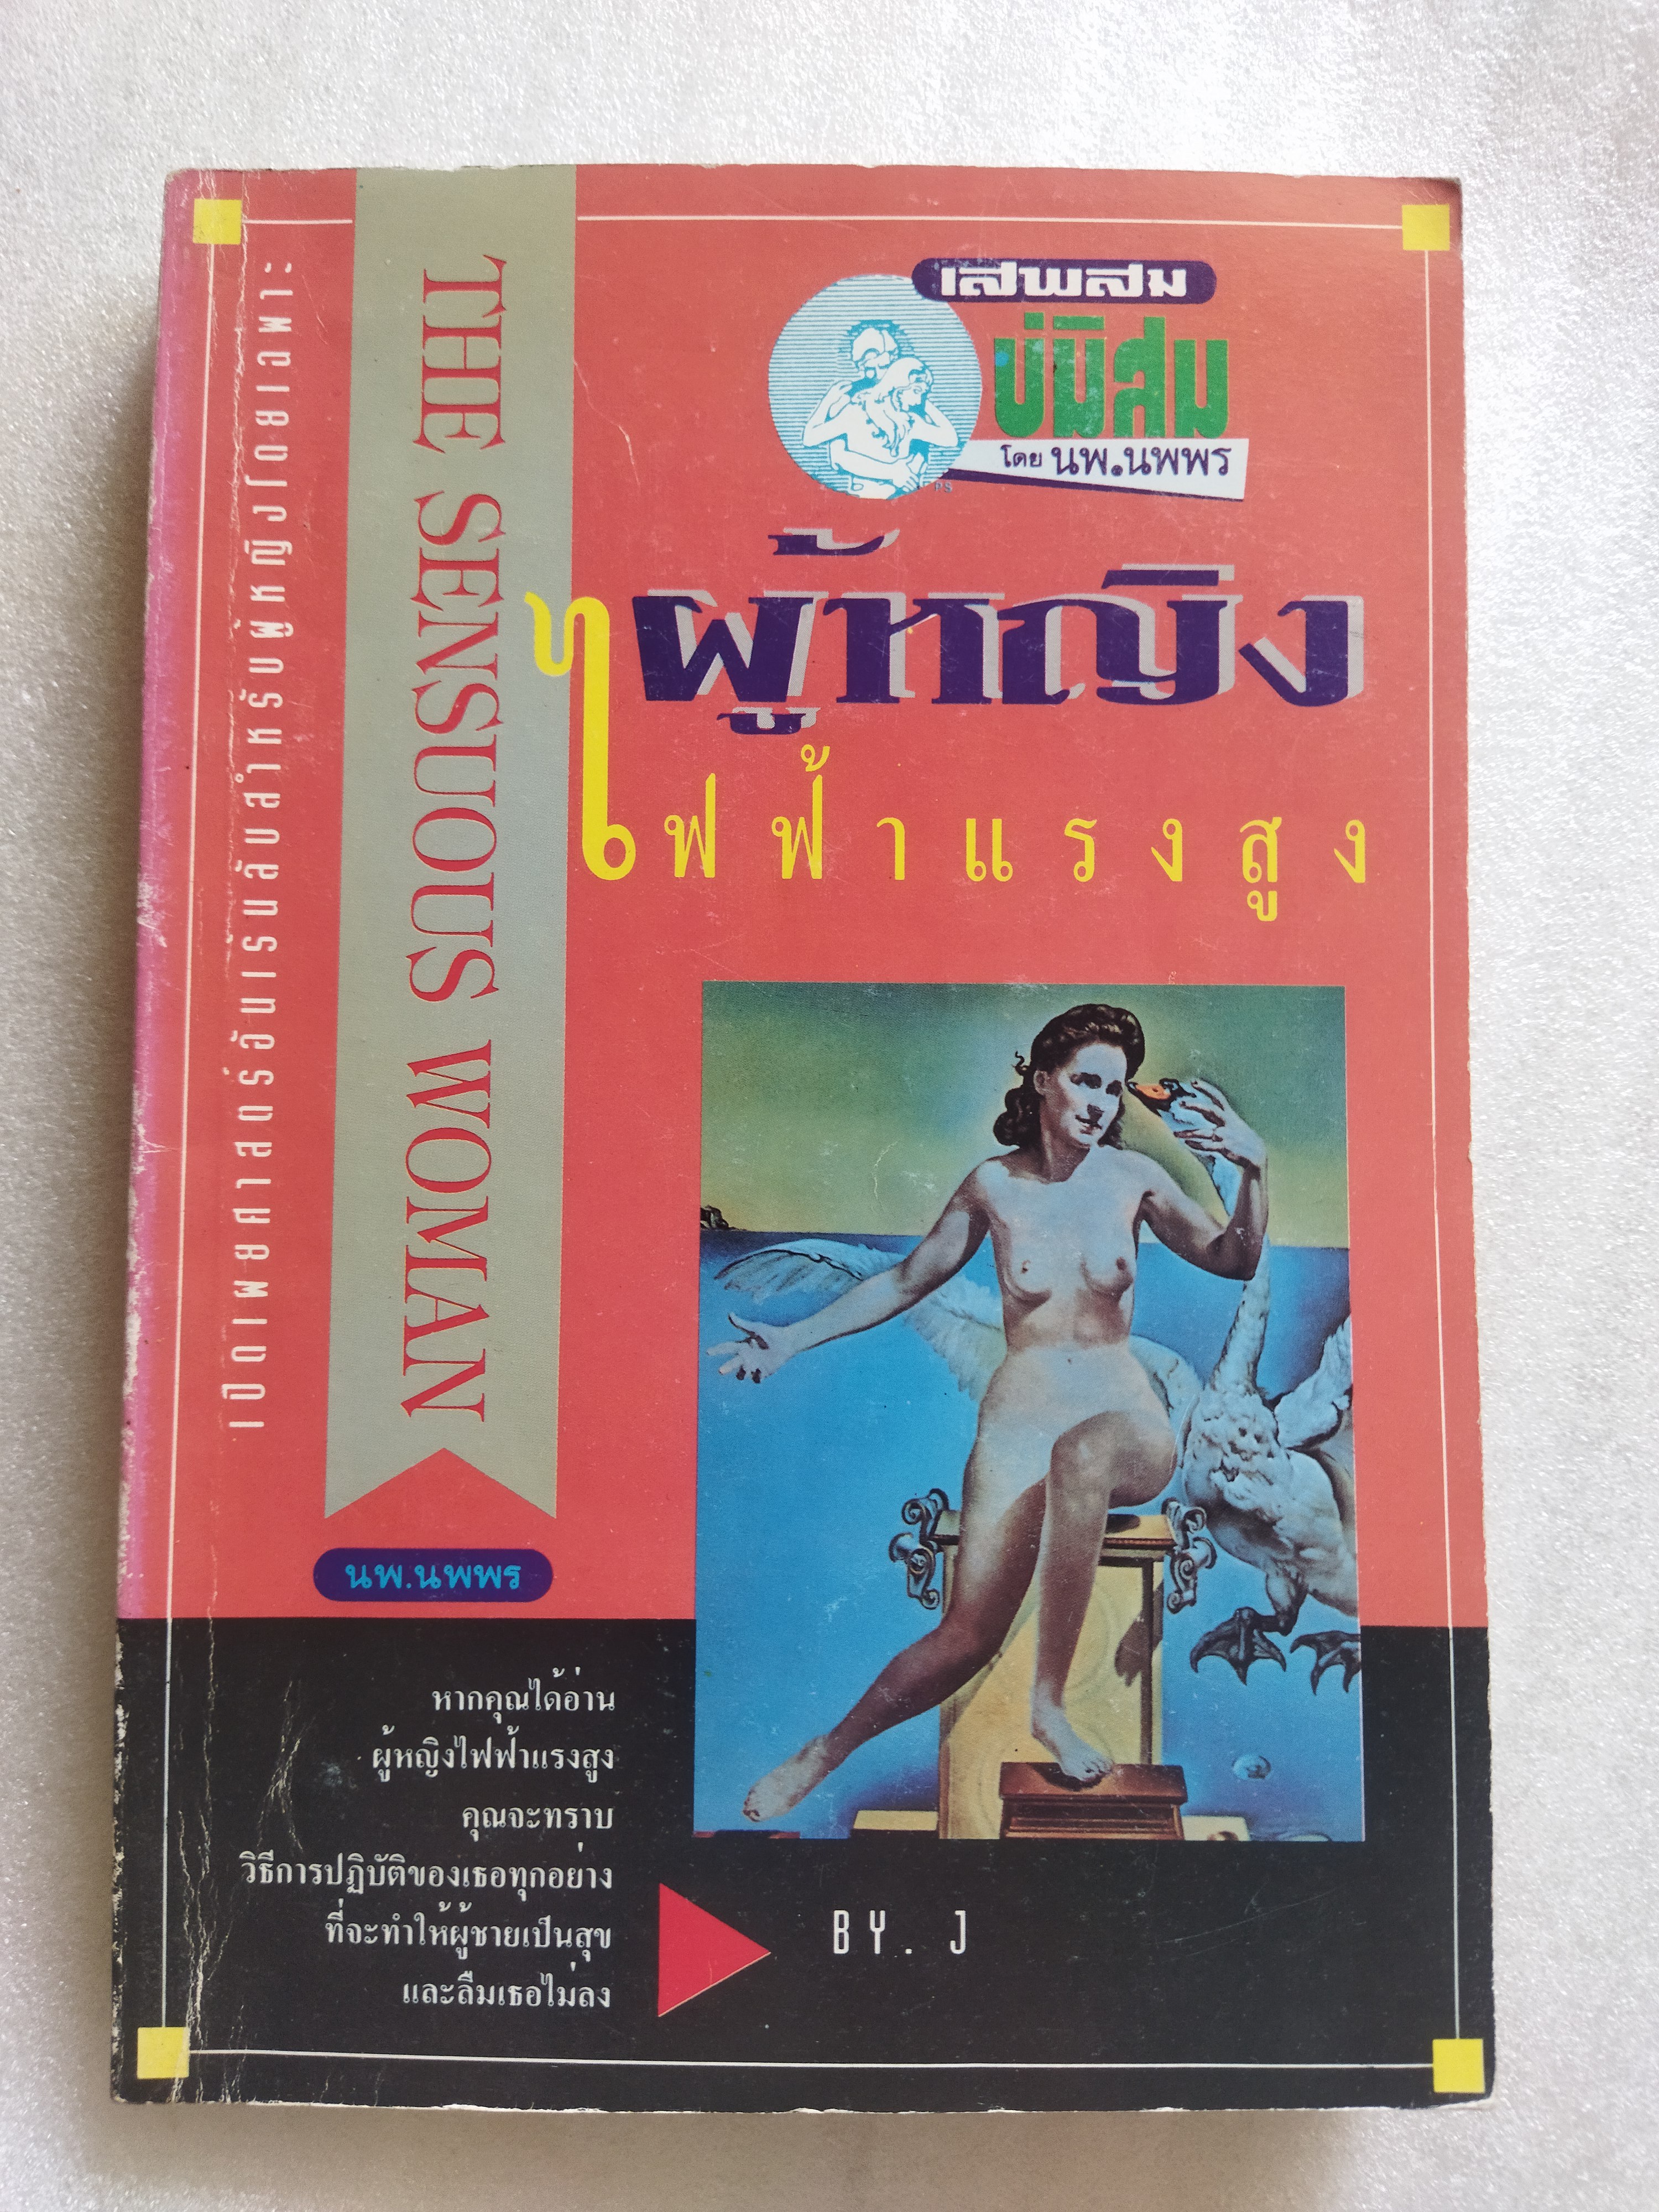 เปิดเผยศาสตร์อันเร้นลับสำหรับผู้หญิงโดยเฉพาะ
THE SENSUOUS WOMAN
เสพสม
บ่มิสม
โดย นพ.นพพร
PS
ผู้หญิง
ไฟฟ้าแรงสูง
นพ.นพพร
หากคุณได้อ่าน
ผู้หญิงไฟฟ้าแรงสูง
คุณจะทราบ
วิธีการปฏิบัติของเธอทุกอย่าง
ที่จะทำให้ผู้ชายเป็นสุข
และลืมเธอไม่ลง
BY. J